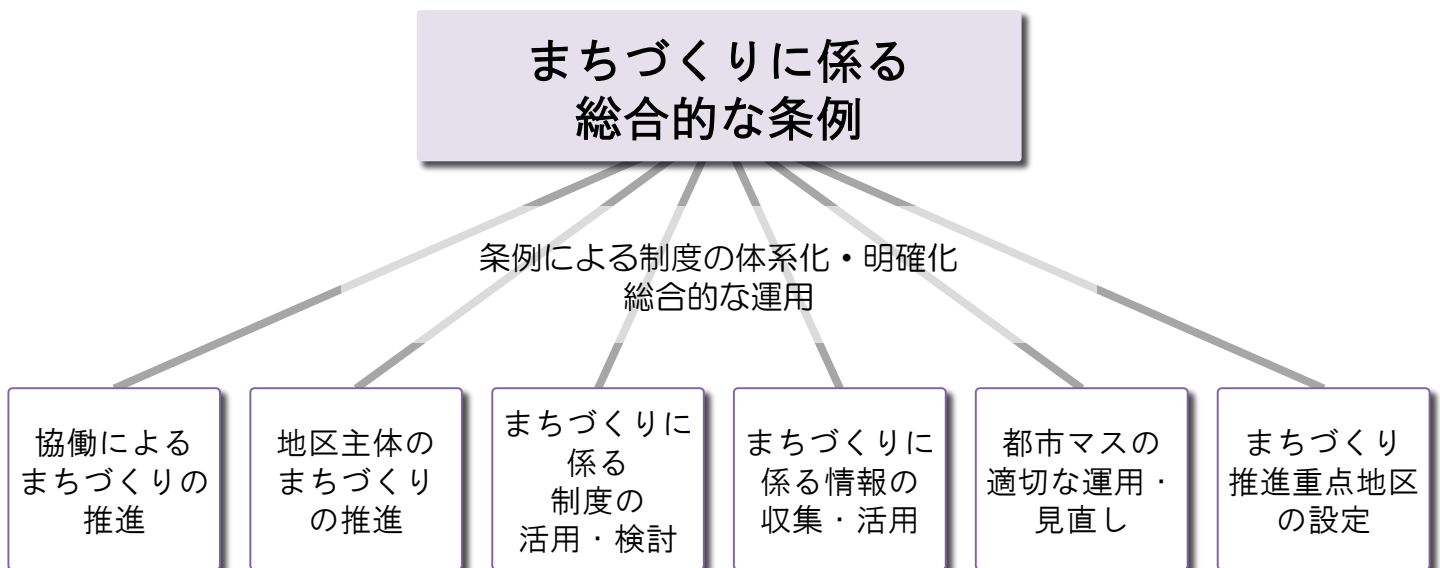 まちづくりに係る
総合的な条例
条例による制度の体系化・明確化
総合的な運用
協働による
まちづくりの
推進
地区主体の
まちづくり
の推進
まちづくりに
係る
制度の
活用・検討
まちづくりに
係る情報の
収集・活用
都市マスの
適切な運用・
見直し
まちづくり
推進重点地区
の設定